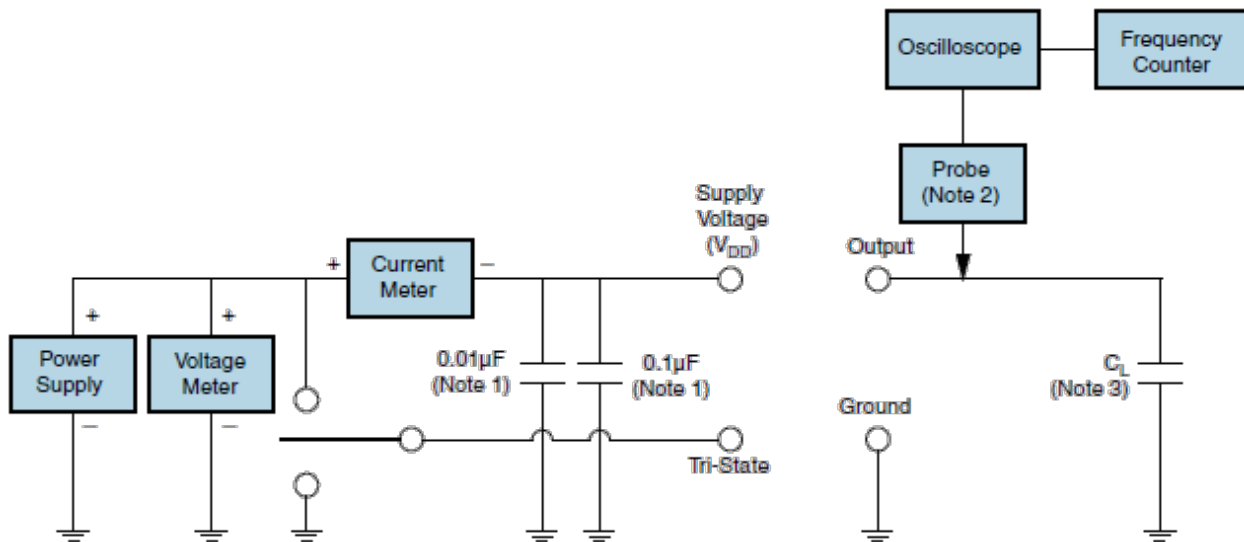 Oscilloscope
Frequency
Counter
Probe
(Note 2)
Supply
Voltage
(VDD)
Output
+
Current
Meter
−
+
Power
Supply
−
+
Voltage
Meter
−
0.01µF
(Note 1)
0.1µF
(Note 1)
CL
(Note 3)
Ground
Tri-State